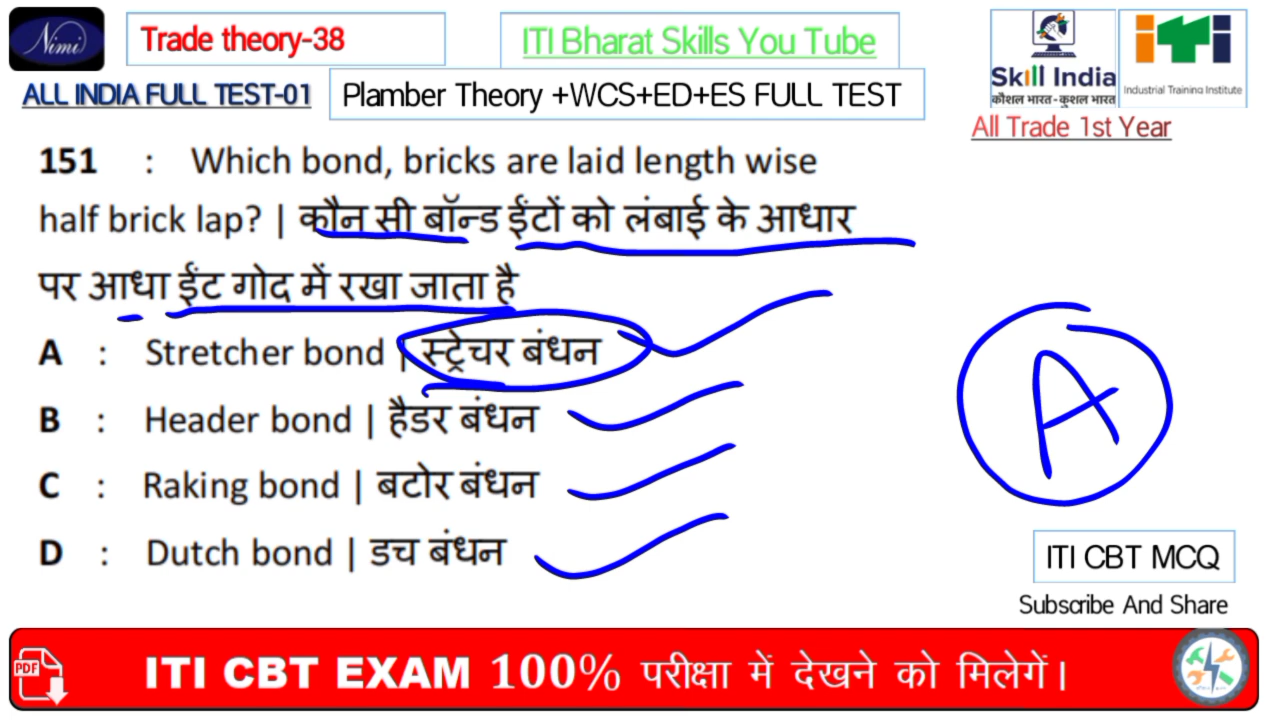 Nimi
Trade theory-38
ITI Bharat Skills You Tube
Skill India
कौशल भारत-कुशल भारत
iTi
Industrial Training Institute
ALL INDIA FULL TEST-01
Plamber Theory +WCS+ED+ES FULL TEST
All Trade 1st Year
151 : Which bond, bricks are laid length wise
half brick lap? | कौन सी बॉन्ड ईंटों को लंबाई के आधार
पर आधा ईंट गोद में रखा जाता है
A : Stretcher bond | स्ट्रेचर बंधन
B : Header bond | हैडर बंधन
C : Raking bond | बटोर बंधन
D : Dutch bond | डच बंधन
A
ITI CBT MCQ
Subscribe And Share
PDF
ITI CBT EXAM 100% परीक्षा में देखने को मिलेगें।